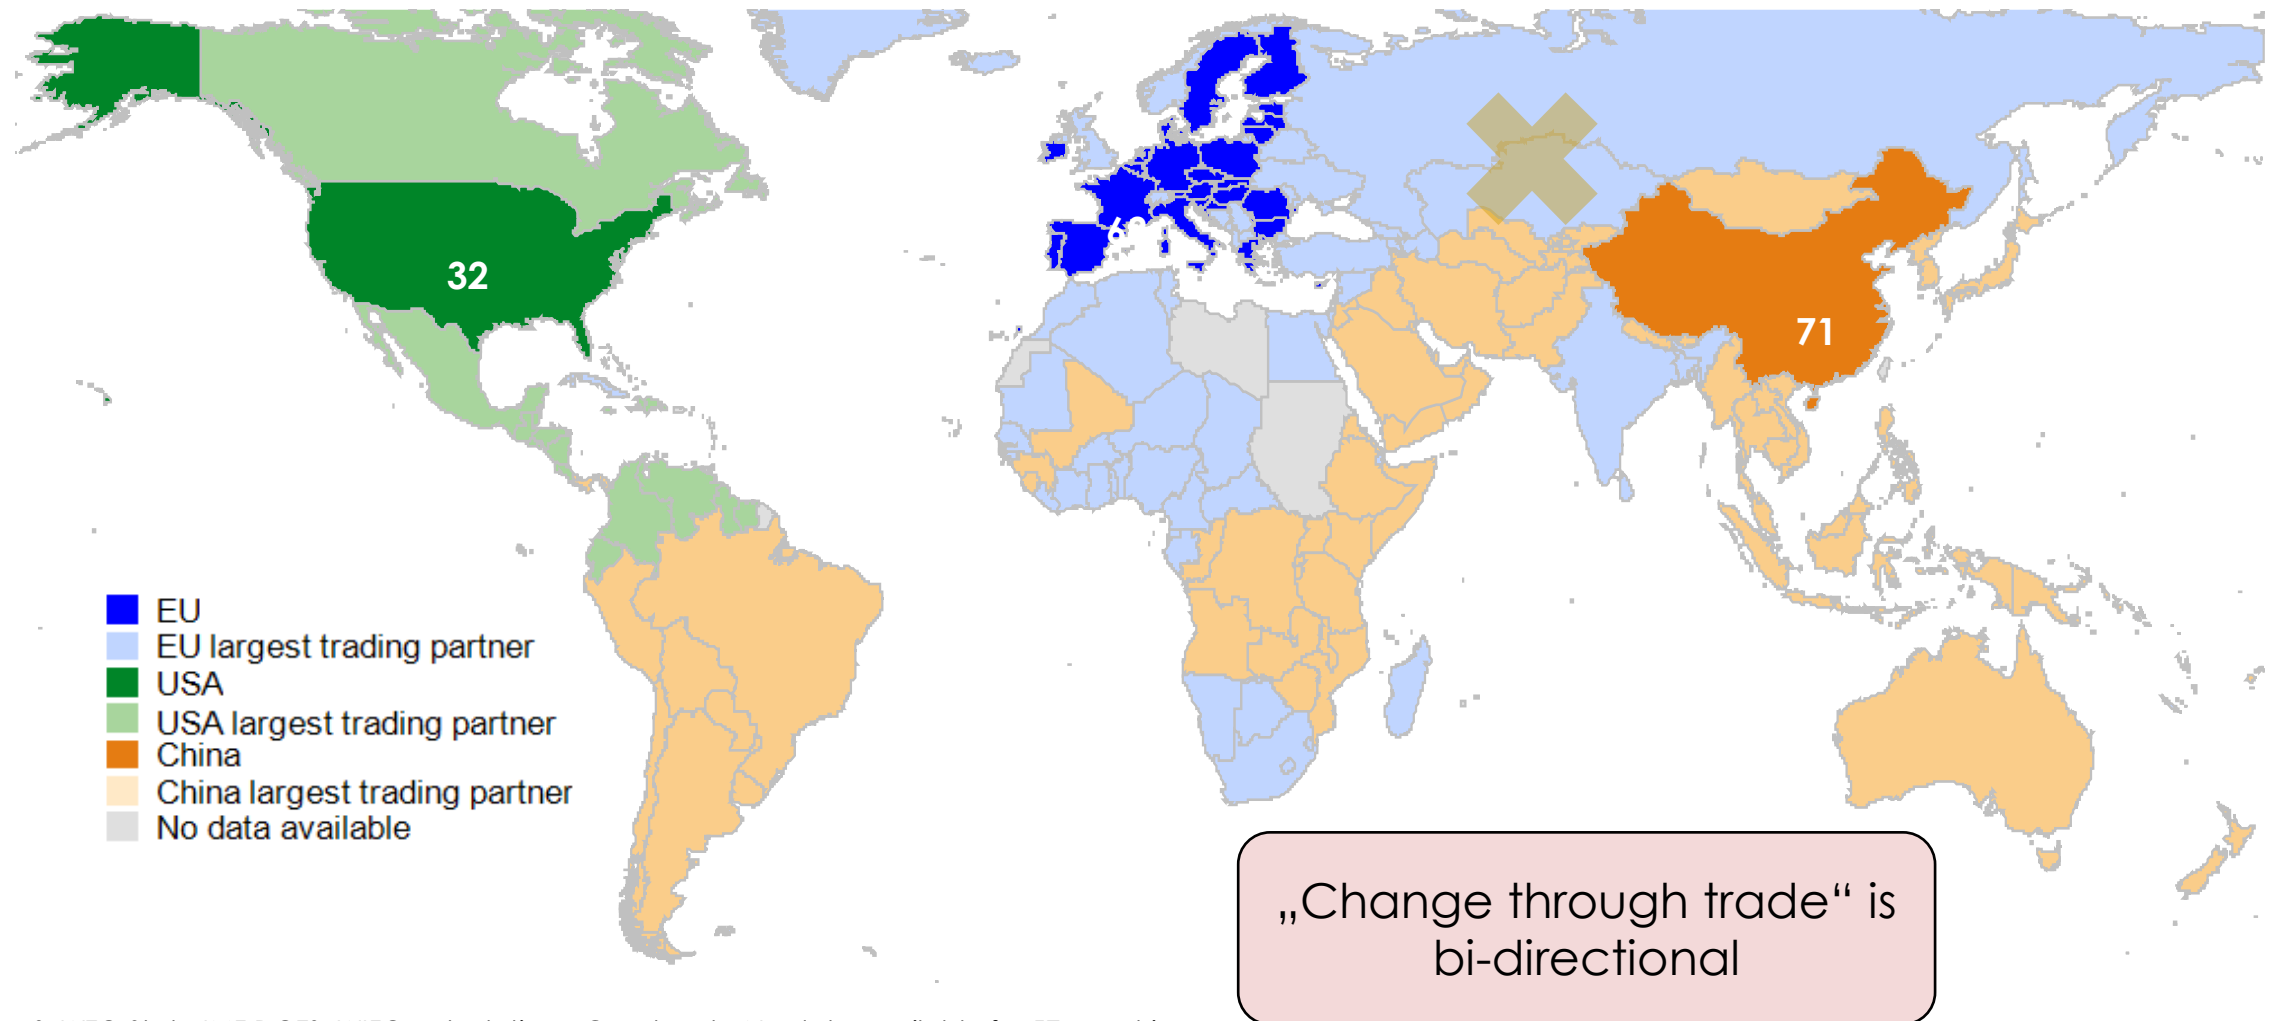 32
71
EU
EU largest trading partner
USA
USA largest trading partner
China
China largest trading partner
No data available
„Change through trade“ is
bi-directional